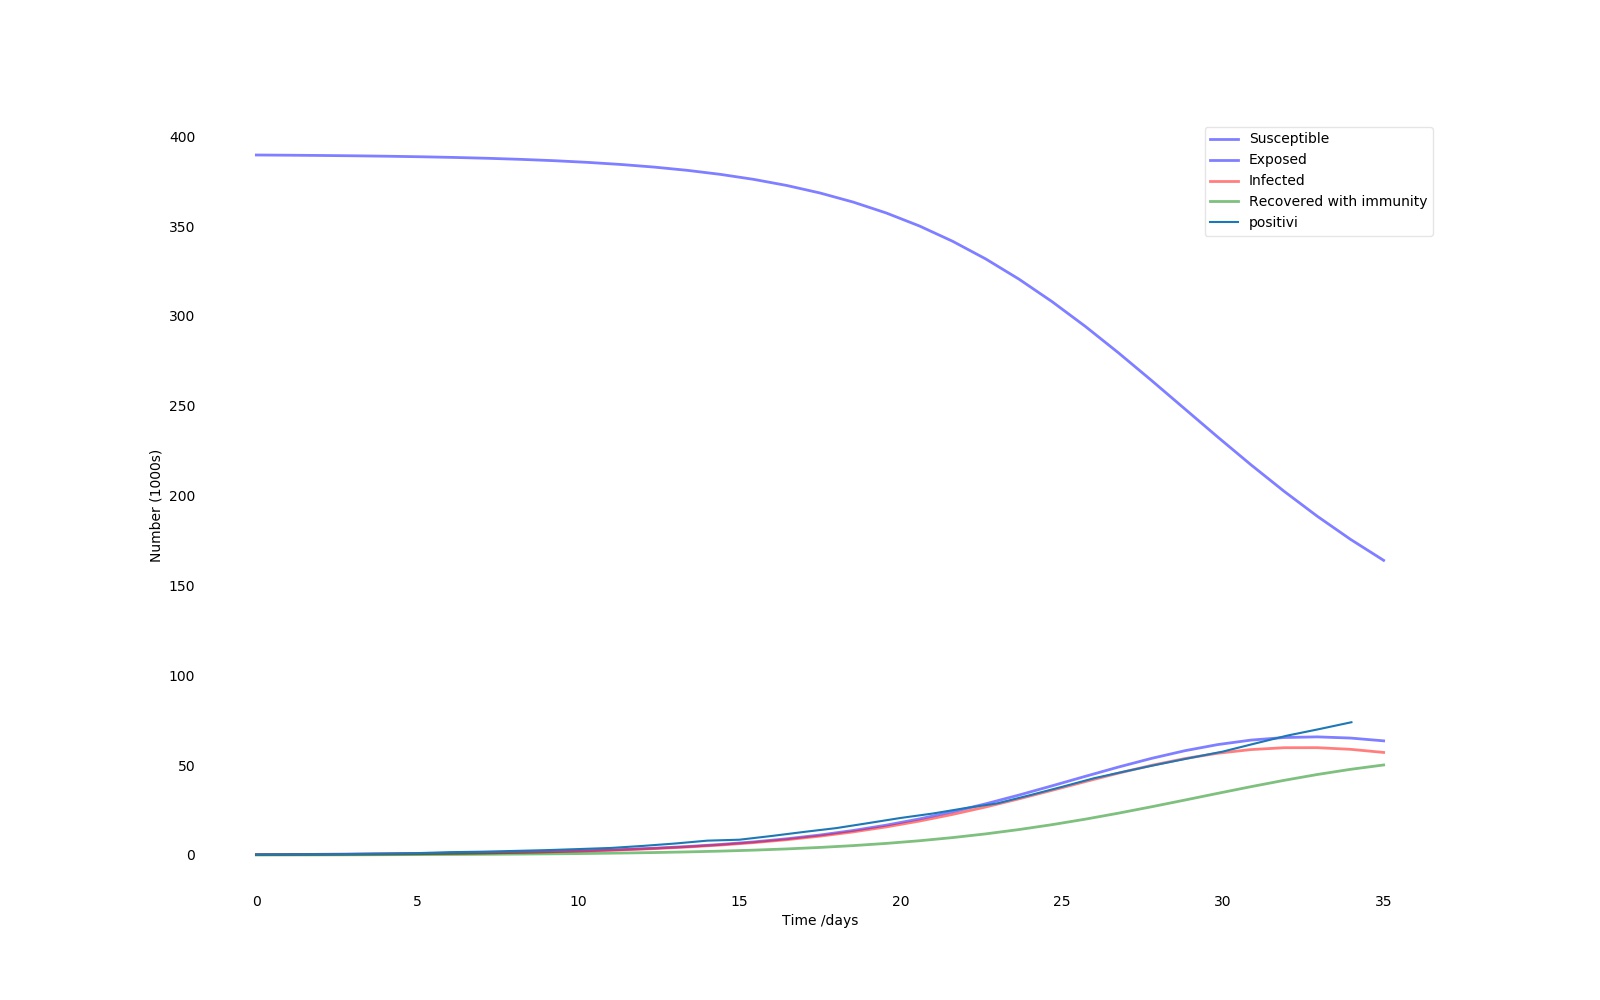 400
350
300
250
200
150
100
50
0
Number (1000s)
Susceptible
Exposed
Infected
Recovered with immunity
positivi
0 5 10 15 20 25 30 35
Time /days